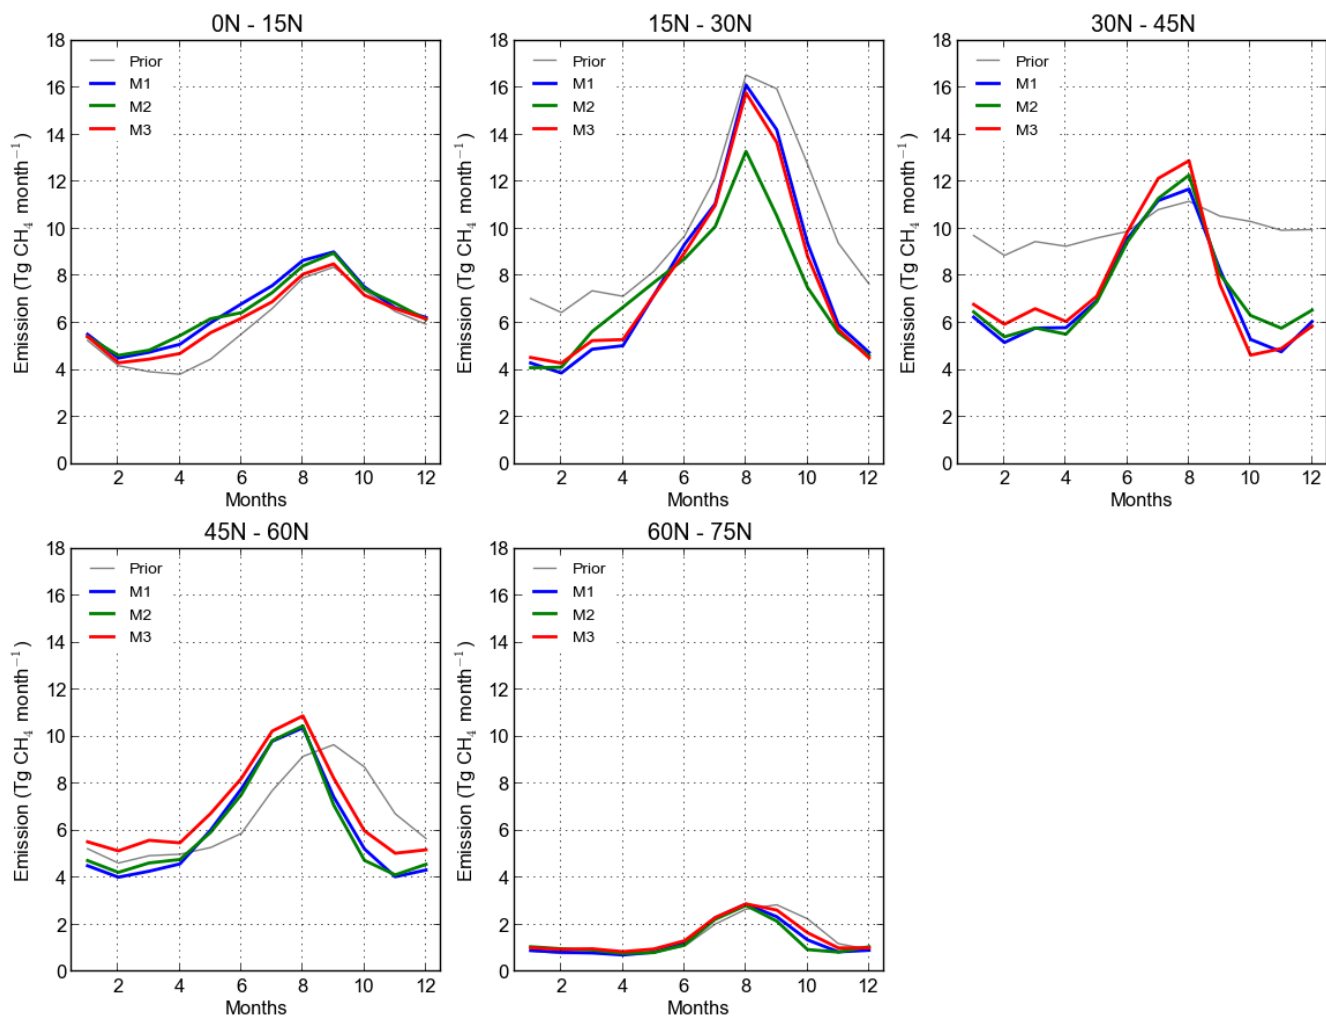 0N - 15N
15N - 30N
30N - 45N
18
16
14
12
10
8
6
4
2
0
Emission (Tg CH₄ month⁻¹)
Prior
M1
M2
M3
2 4 6 8 10 12
Months
18
16
14
12
10
8
6
4
2
0
Emission (Tg CH₄ month⁻¹)
Prior
M1
M2
M3
2 4 6 8 10 12
Months
18
16
14
12
10
8
6
4
2
0
Emission (Tg CH₄ month⁻¹)
Prior
M1
M2
M3
2 4 6 8 10 12
Months
45N - 60N
60N - 75N
18
16
14
12
10
8
6
4
2
0
Emission (Tg CH₄ month⁻¹)
Prior
M1
M2
M3
2 4 6 8 10 12
Months
18
16
14
12
10
8
6
4
2
0
Emission (Tg CH₄ month⁻¹)
Prior
M1
M2
M3
2 4 6 8 10 12
Months